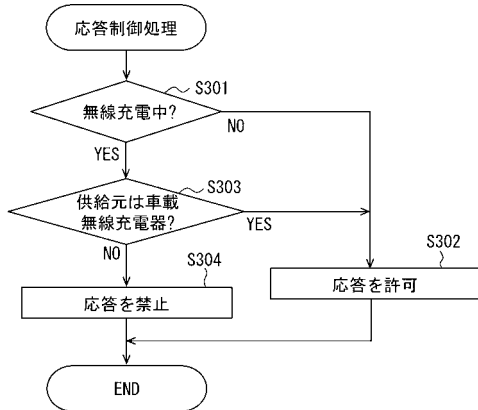 応答制御処理
S301
無線充電中?
NO
YES
S303
供給元は車載
無線充電器?
YES
NO
S304
S302
応答を禁止
応答を許可
END